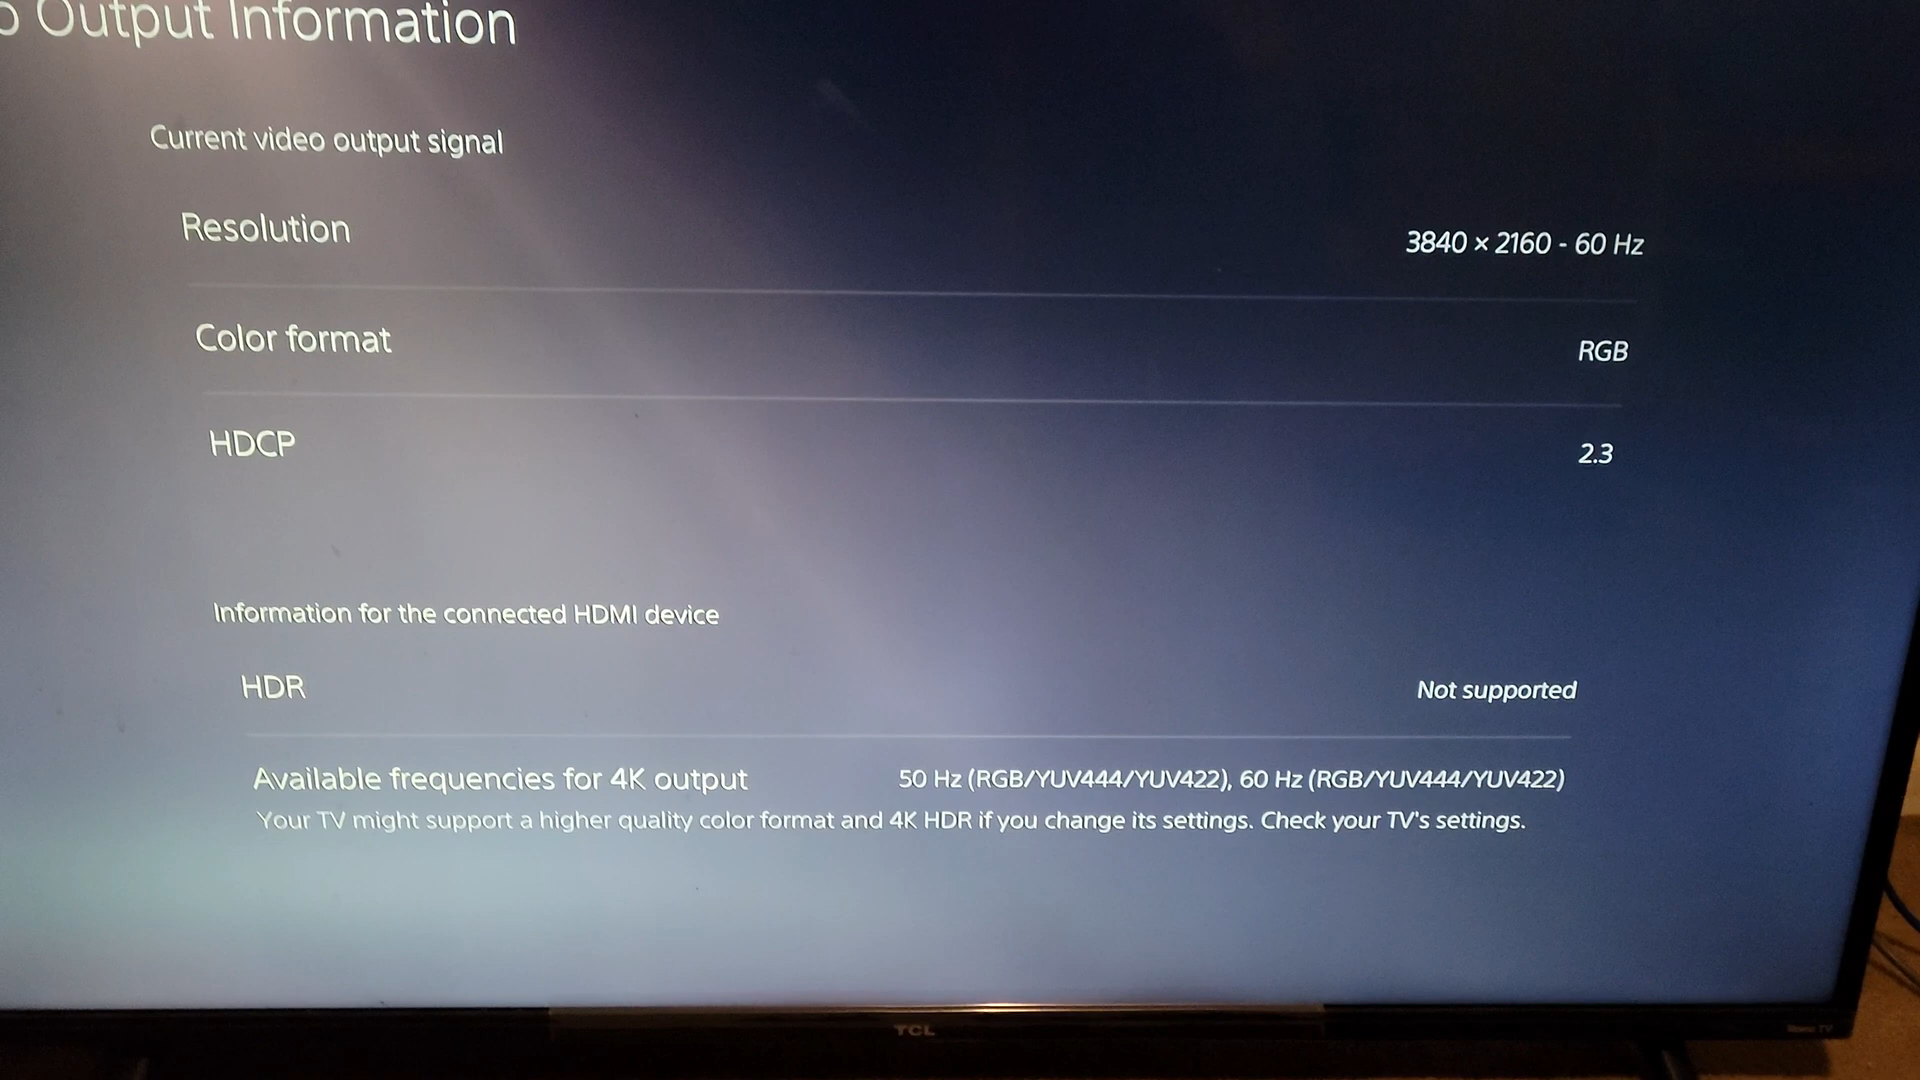 o Output Information
Current video output signal
Resolution 3840 × 2160 - 60 Hz
Color format RGB
HDCP 2.3
Information for the connected HDMI device
HDR Not supported
Available frequencies for 4K output 50 Hz (RGB/YUV444/YUV422), 60 Hz (RGB/YUV444/YUV422)
Your TV might support a higher quality color format and 4K HDR if you change its settings. Check your TV's settings.
TCL
Roku TV